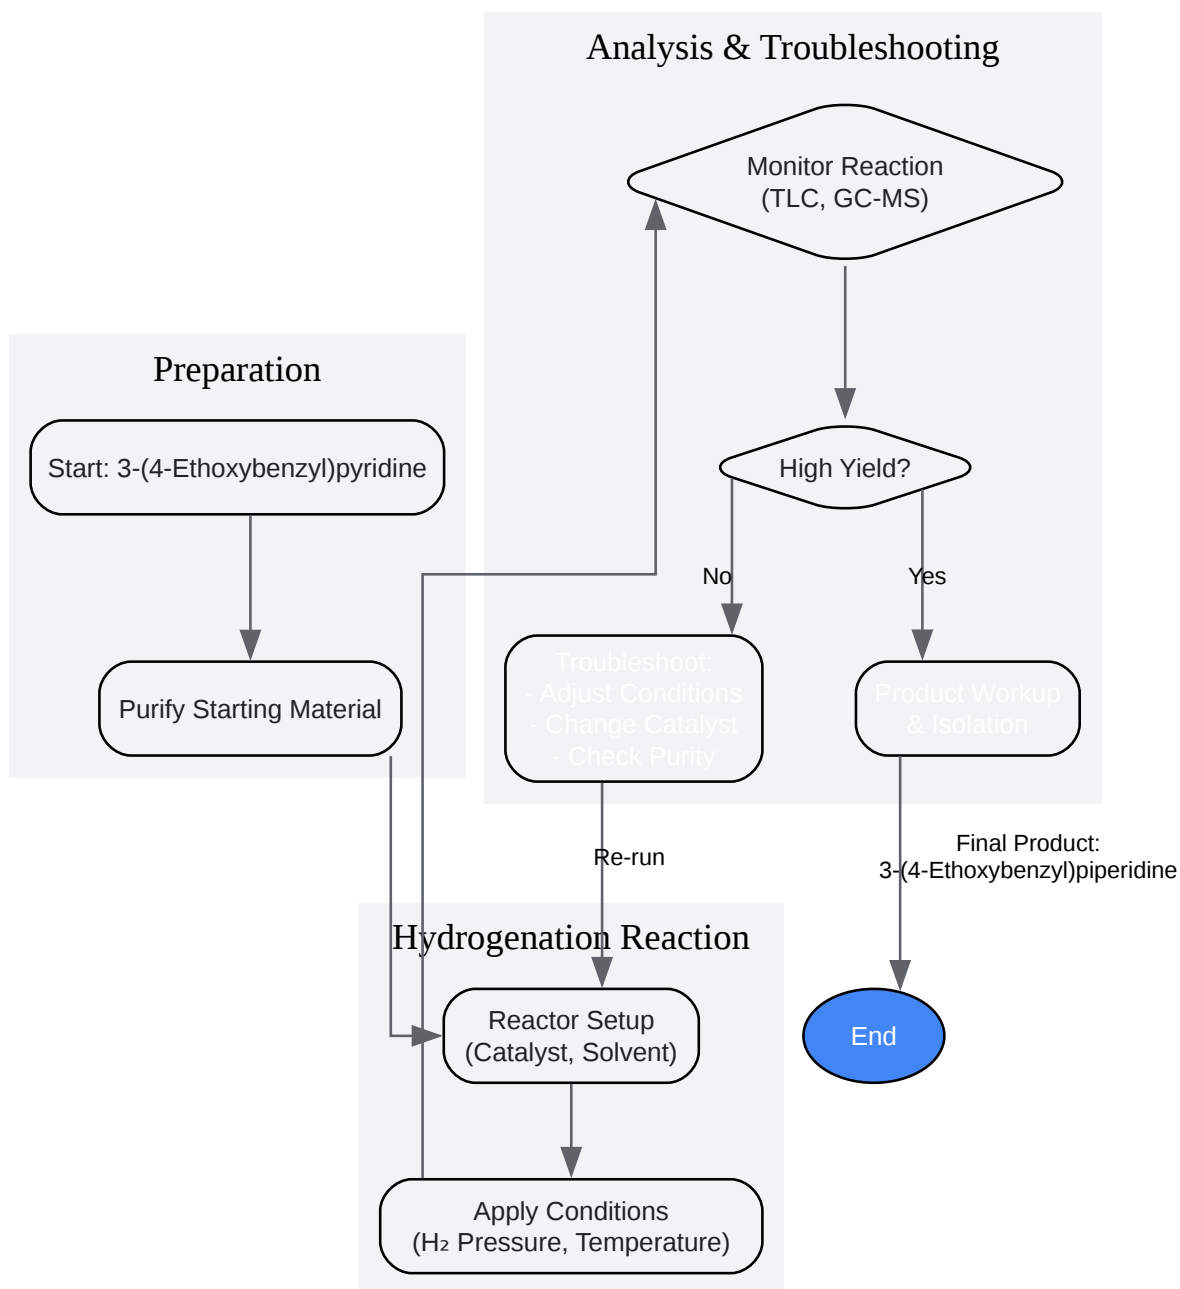 Analysis & Troubleshooting
Monitor Reaction
(TLC, GC-MS)
Preparation
Start: 3-(4-Ethoxybenzyl)pyridine
High Yield?
No
Yes
Purify Starting Material
Troubleshoot:
- Adjust Conditions
- Change Catalyst
- Check Purity
Product Workup
& Isolation
Re-run
Final Product:
3-(4-Ethoxybenzyl)piperidine
Hydrogenation Reaction
Reactor Setup
(Catalyst, Solvent)
End
Apply Conditions
(H₂ Pressure, Temperature)